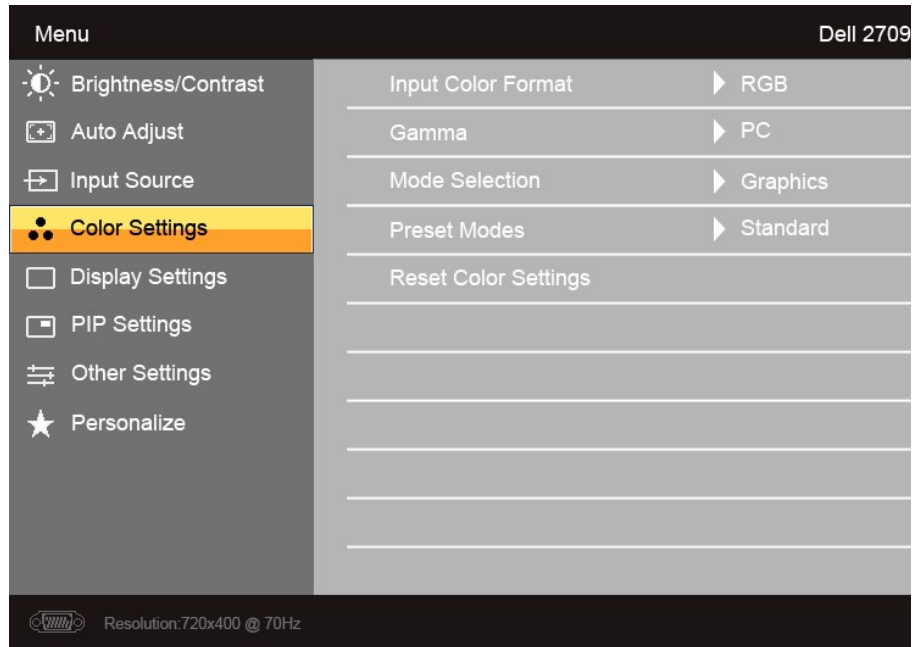 Menu
Dell 2709
Brightness/Contrast
Auto Adjust
Input Source
Color Settings
Display Settings
PIP Settings
Other Settings
Personalize
Input Color Format RGB
Gamma PC
Mode Selection Graphics
Preset Modes Standard
Reset Color Settings
Resolution:720x400 @ 70Hz